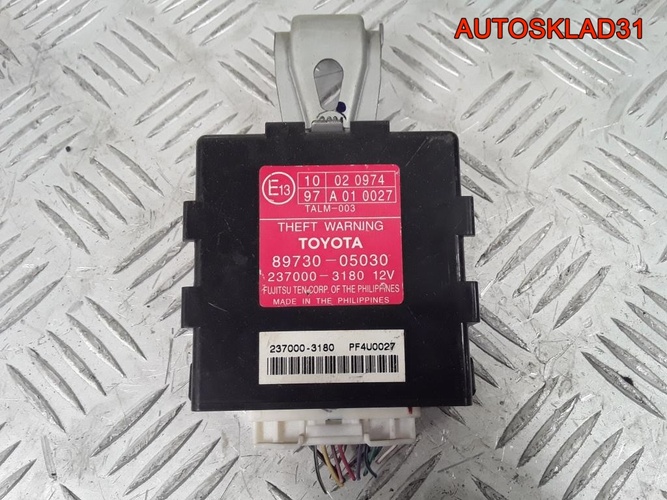 AUTOSKLAD31
E13
10 02 0974
97 A 01 0027
TALM-003
THEFT WARNING
TOYOTA
89730-05030
237000-3180 12V
FUJITSU TEN CORP. OF THE PHILIPPINES
MADE IN THE PHILIPPINES
237000-3180 PF4U0027